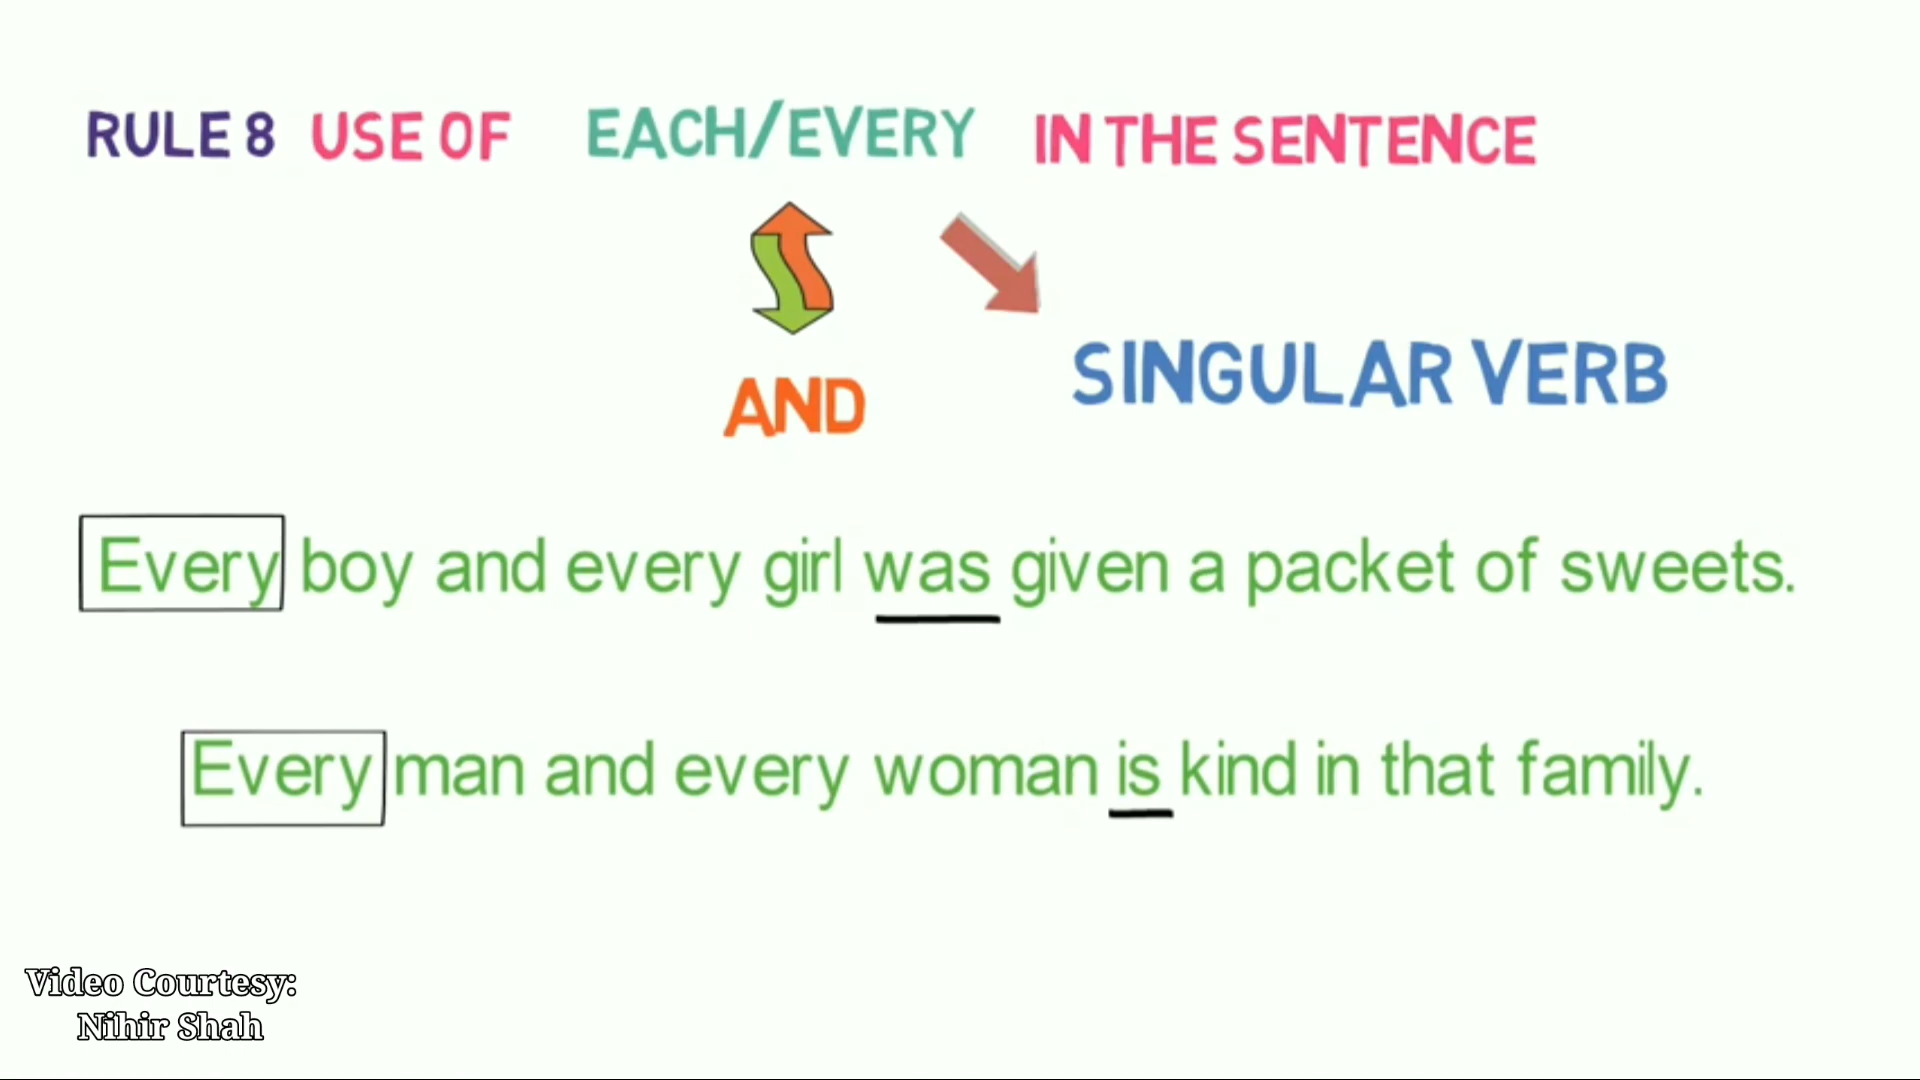 RULE 8 USE OF EACH/EVERY IN THE SENTENCE
AND
SINGULAR VERB
Every boy and every girl was given a packet of sweets.
Every man and every woman is kind in that family.
Video Courtesy:
Nihir Shah